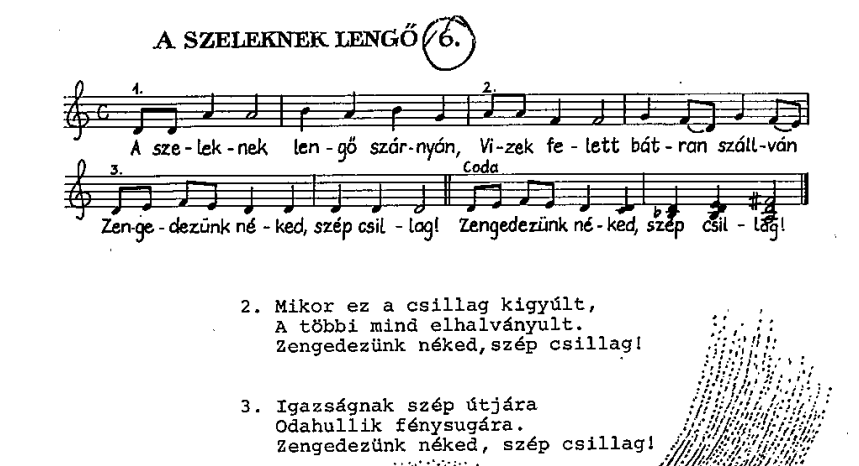 A SZELEKNEK LENGŐ 6.
1. 2.
A sze-lek-nek len-gő szár-nyón, Vi-zek fe-lett bát-ran száll-ván
3. Coda
Zen-ge-dezünk né-ked, szép csil-lag! Zengedezünk né-ked, szép csil-lag!
2. Mikor ez a csillag kigyúlt,
A többi mind elhalványult.
Zengedezünk néked, szép csillag!
3. Igazságnak szép útjára
Odahullik fénysugára.
Zengedezünk néked, szép csillag!